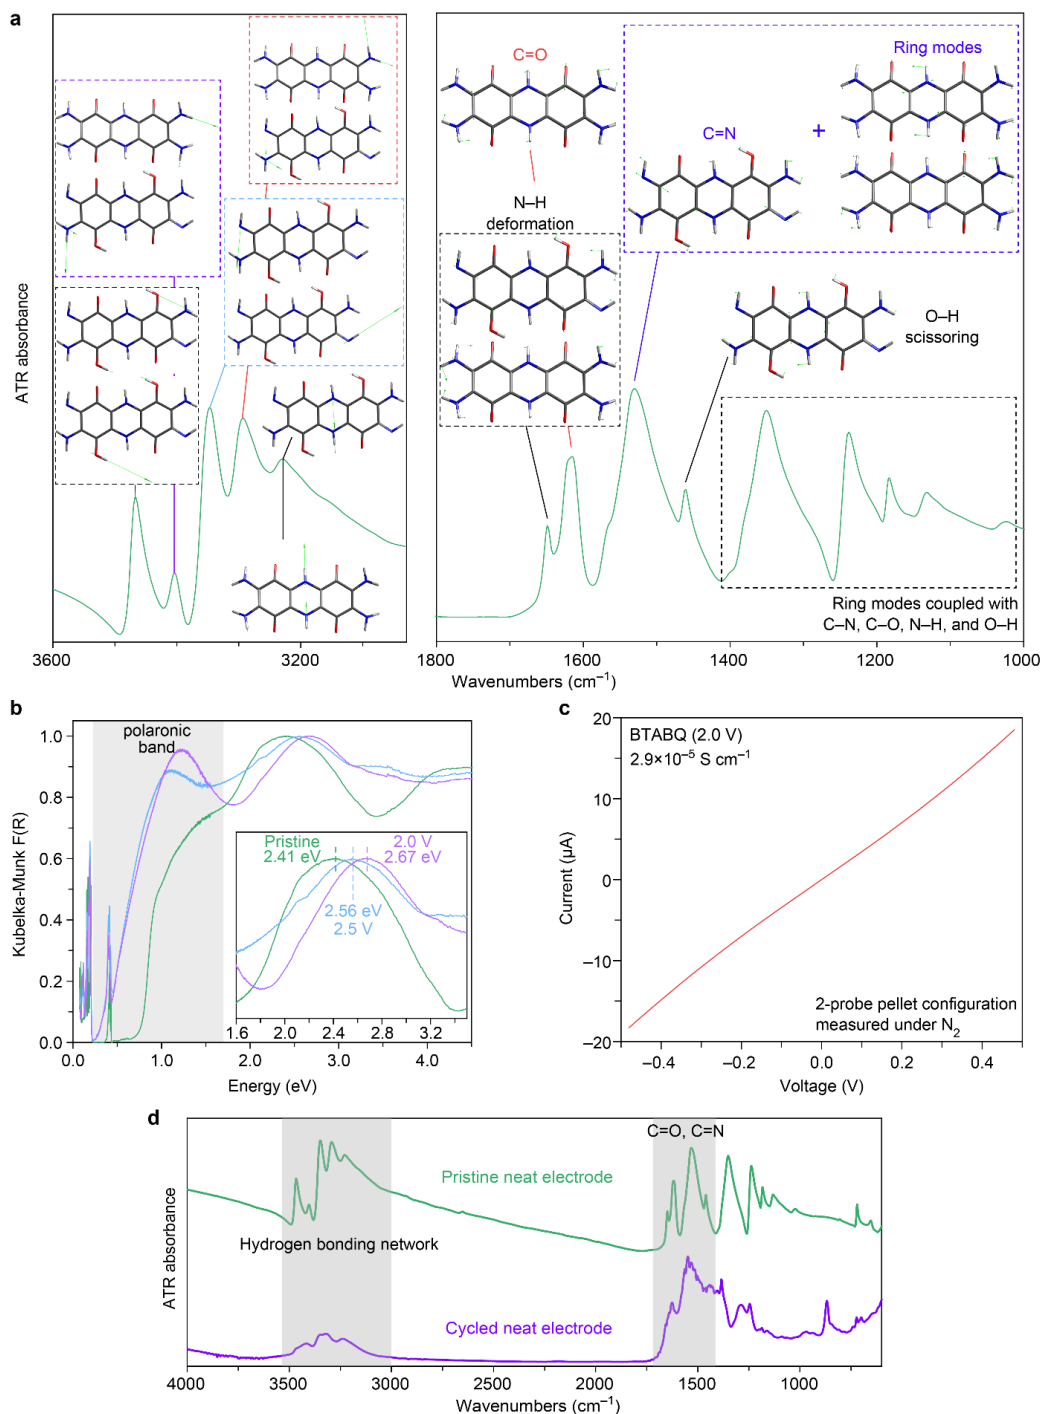 a
C=O
Ring modes
C=N
+
N–H
deformation
O–H
scissoring
ATR absorbance
Ring modes coupled with
C–N, C–O, N–H, and O–H
3600
3200
1800
1600
1400
1200
1000
Wavenumbers (cm⁻¹)
b
polaronic
band
1.0
0.8
0.6
0.4
0.2
0.0
Kubelka-Munk F(R)
Pristine
2.41 eV
2.0 V
2.67 eV
2.56 eV
2.5 V
1.6
2.0
2.4
2.8
3.2
0.0
1.0
2.0
3.0
4.0
Energy (eV)
c
BTABQ (2.0 V)
2.9×10⁻⁵ S cm⁻¹
20
10
0
–10
–20
Current (µA)
2-probe pellet configuration
measured under N₂
–0.4
–0.2
0.0
0.2
0.4
Voltage (V)
d
C=O, C=N
Pristine neat electrode
Hydrogen bonding network
Cycled neat electrode
ATR absorbance
4000
3500
3000
2500
2000
1500
1000
Wavenumbers (cm⁻¹)